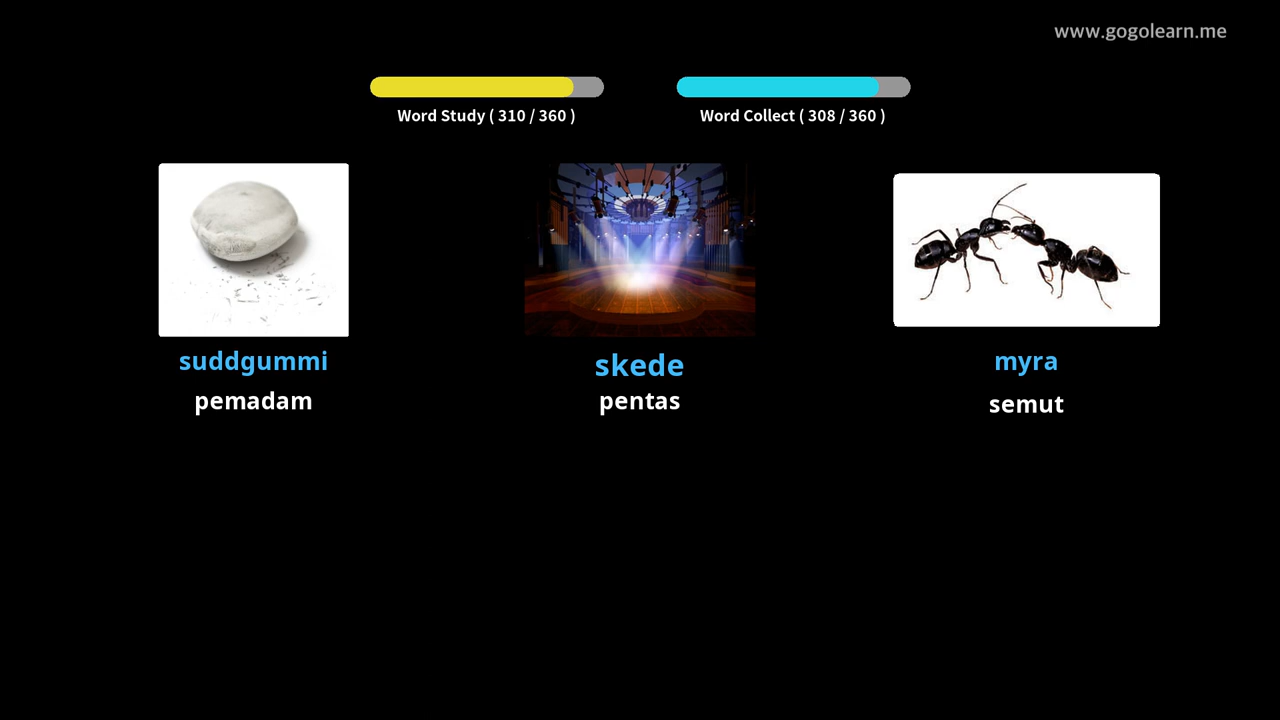 www.gogolearn.me
Word Study ( 310 / 360 )
Word Collect ( 308 / 360 )
suddgummi
pemadam
skede
pentas
myra
semut